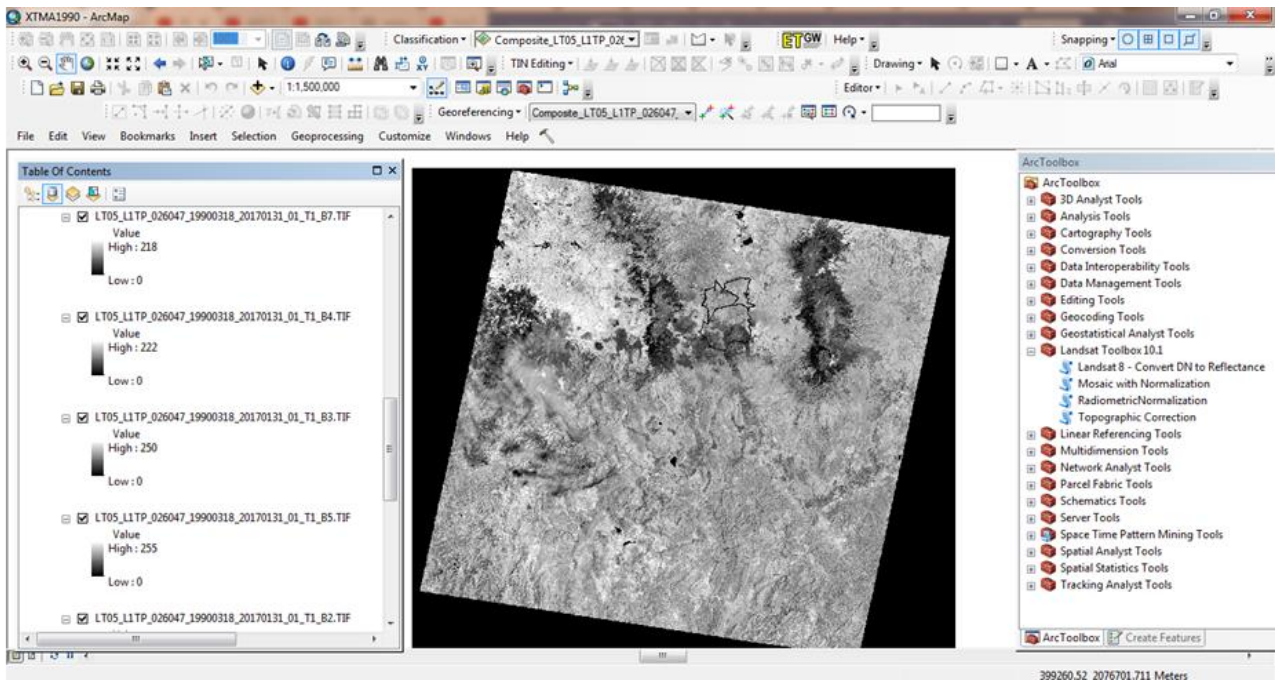 XTMA1990 - ArcMap
Classification Composite_LT05_L1TP_026
ET GW Help
Snapping
TIN Editing
Drawing A Arial
1:1,500,000
Editor
Georeferencing Composite_LT05_L1TP_026047_
File Edit View Bookmarks Insert Selection Geoprocessing Customize Windows Help
Table Of Contents
LT05_L1TP_026047_19900318_20170131_01_T1_B7.TIF
Value
High : 218
Low : 0
LT05_L1TP_026047_19900318_20170131_01_T1_B4.TIF
Value
High : 222
Low : 0
LT05_L1TP_026047_19900318_20170131_01_T1_B3.TIF
Value
High : 250
Low : 0
LT05_L1TP_026047_19900318_20170131_01_T1_B5.TIF
Value
High : 255
Low : 0
LT05_L1TP_026047_19900318_20170131_01_T1_B2.TIF
ArcToolbox
ArcToolbox
3D Analyst Tools
Analysis Tools
Cartography Tools
Conversion Tools
Data Interoperability Tools
Data Management Tools
Editing Tools
Geocoding Tools
Geostatistical Analyst Tools
Landsat Toolbox 10.1
Landsat 8 - Convert DN to Reflectance
Mosaic with Normalization
RadiometricNormalization
Topographic Correction
Linear Referencing Tools
Multidimension Tools
Network Analyst Tools
Parcel Fabric Tools
Schematics Tools
Server Tools
Space Time Pattern Mining Tools
Spatial Analyst Tools
Spatial Statistics Tools
Tracking Analyst Tools
ArcToolbox Create Features
399260.52 2076701.711 Meters